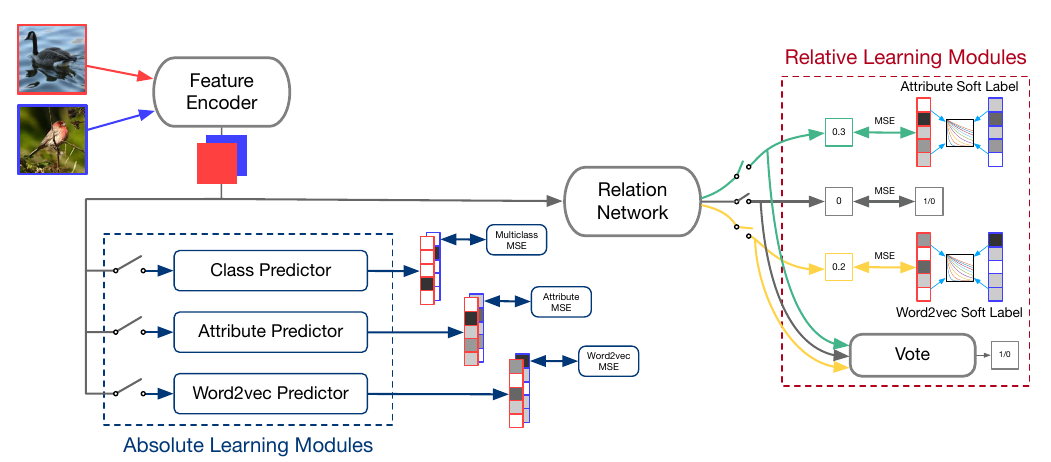 Feature
Encoder
Relation
Network
Relative Learning Modules
Attribute Soft Label
0.3
MSE
0
MSE
1/0
0.2
MSE
Word2vec Soft Label
Vote
1/0
Class Predictor
Multiclass
MSE
Attribute Predictor
Attribute
MSE
Word2vec Predictor
Word2vec
MSE
Absolute Learning Modules